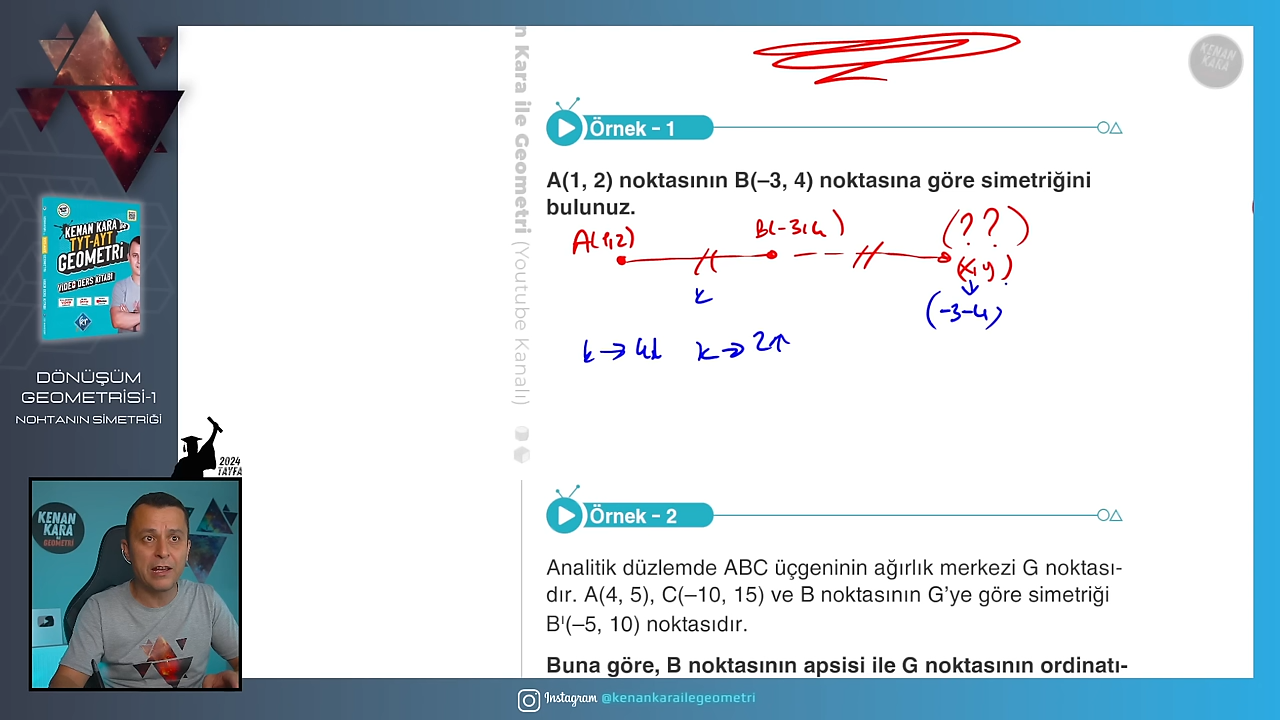 KENAN KARA
Örnek - 1
A(1, 2) noktasının B(–3, 4) noktasına göre simetriğini
bulunuz.
A(1,2)
B(-3,4)
(? ?)
(x,y)
k
(-3-4)
k → 4↓ k → 2↑
n Kara ile Geometri (Youtube Kanalı)
Örnek - 2
Analitik düzlemde ABC üçgeninin ağırlık merkezi G noktası-
dır. A(4, 5), C(–10, 15) ve B noktasının G'ye göre simetriği
Bˡ(–5, 10) noktasıdır.
Buna göre, B noktasının apsisi ile G noktasının ordinatı-
KENAN KARA ile
TYT-AYT
GEOMETRİ
VİDEO DERS KİTABI
DÖNÜŞÜM
GEOMETRİSİ-1
NOKTANIN SİMETRİĞİ
2024
TAYFA
KENAN
KARA
GEOMETRİ
Instagram @kenankarailegeometri